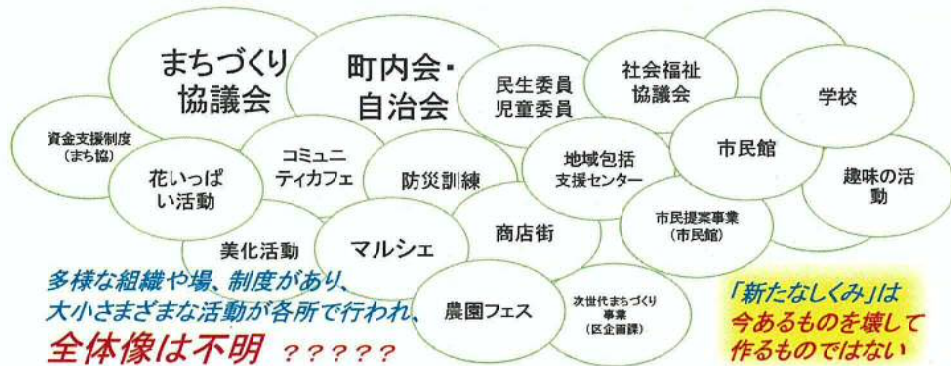 まちづくり
協議会
町内会・
自治会
民生委員
児童委員
社会福祉
協議会
学校
資金支援制度
(まち協)
花いっぱ
い活動
コミュニ
ティカフェ
防災訓練
地域包括
支援センター
市民館
趣味の活
動
美化活動
マルシェ
商店街
市民提案事業
(市民館)
農園フェス
次世代まちづくり
事業
(区企画課)
多様な組織や場、制度があり、
大小さまざまな活動が各所で行われ、
全体像は不明 ?????
「新たなしくみ」は
今あるものを壊して
作るものではない